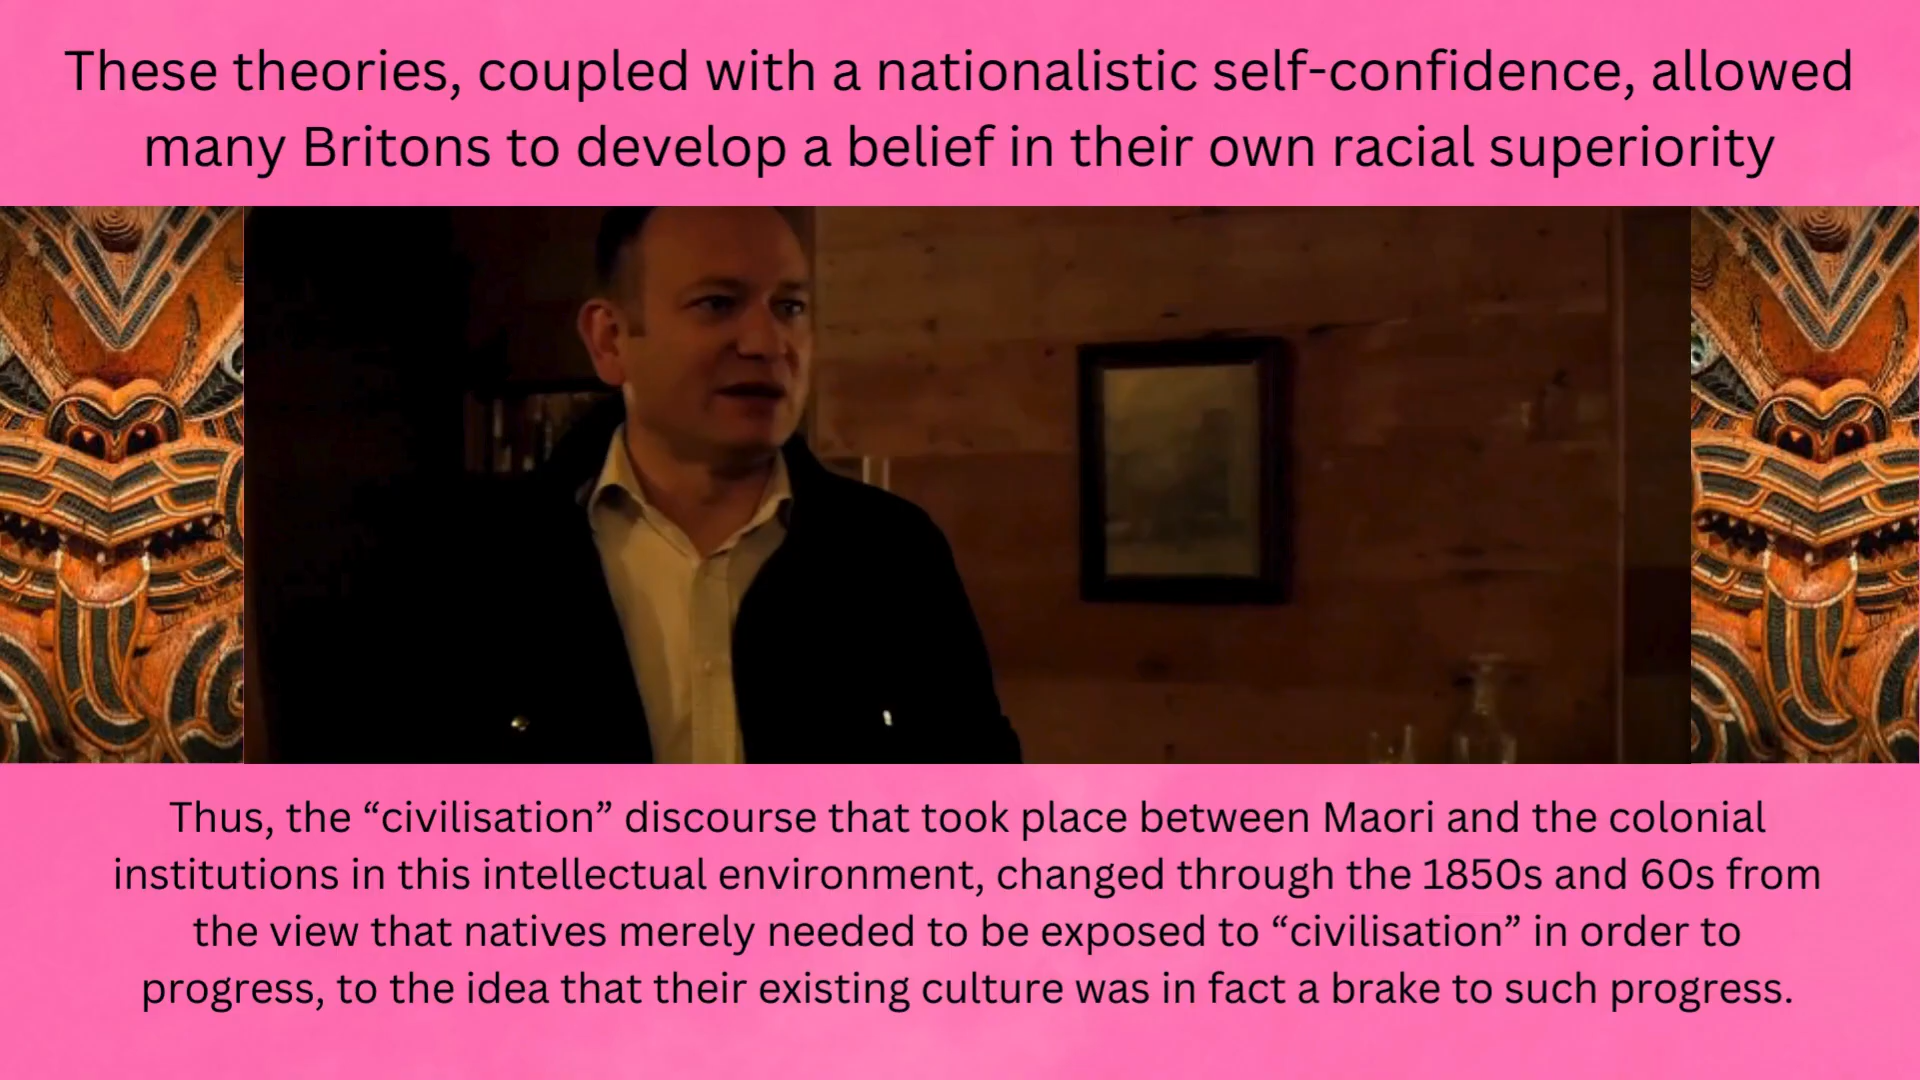 These theories, coupled with a nationalistic self-confidence, allowed
many Britons to develop a belief in their own racial superiority
Thus, the “civilisation” discourse that took place between Maori and the colonial
institutions in this intellectual environment, changed through the 1850s and 60s from
the view that natives merely needed to be exposed to “civilisation” in order to
progress, to the idea that their existing culture was in fact a brake to such progress.